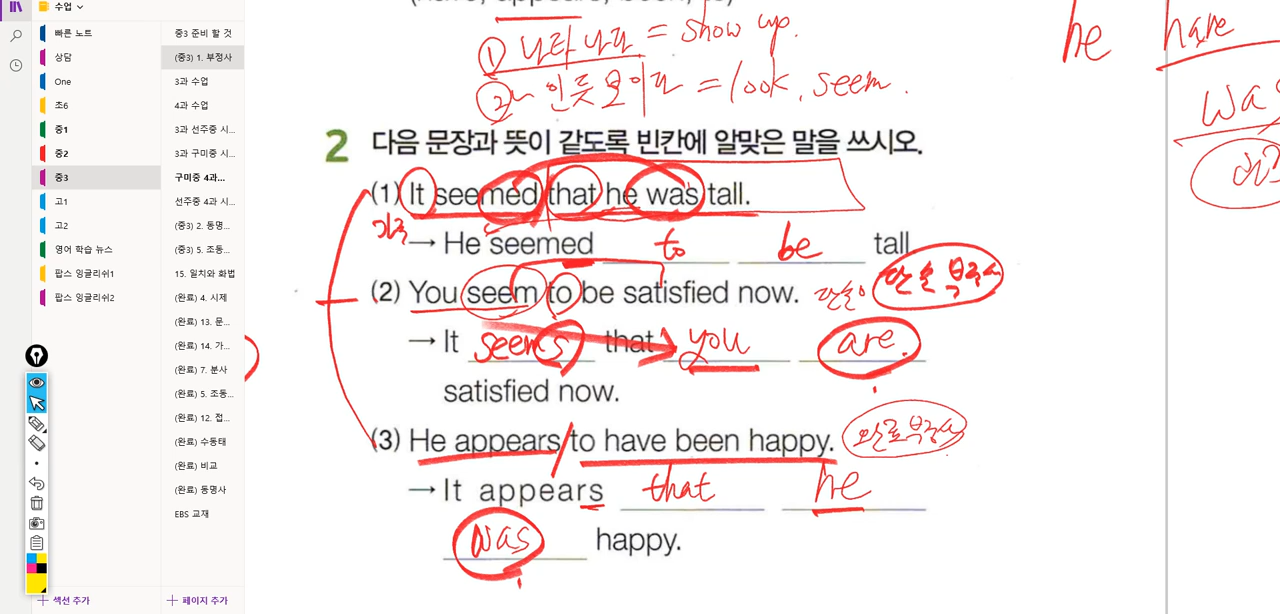 수업
빠른 노트
상담
One
초6
중1
중2
중3
고1
고2
영어 학습 뉴스
팝스 잉글리쉬1
팝스 잉글리쉬2
섹션 추가
중3 준비 할 것
(중3) 1. 부정사
3과 수업
4과 수업
3과 선주중 시...
3과 구미중 시...
구미중 4과...
선주중 4과 시...
(중3) 2. 동명...
(중3) 5. 조동...
15. 일치와 화법
(완료) 4. 시제
(완료) 13. 문...
(완료) 14. 가...
(완료) 7. 분사
(완료) 5. 조동...
(완료) 12. 접...
(완료) 수동태
(완료) 비교
(완료) 동명사
EBS 교재
페이지 추가
① 나타나다 = show up.
② ~인듯 보이다 = look, seem.
he have
2 다음 문장과 뜻이 같도록 빈칸에 알맞은 말을 쓰시오.
(1) It seemed that he was tall.
→ He seemed to be tall
(2) You seem to be satisfied now. 단순 부정사
→ It seems that you are.
satisfied now.
(3) He appears / to have been happy. 완료부정사
→ It appears that he
was happy.